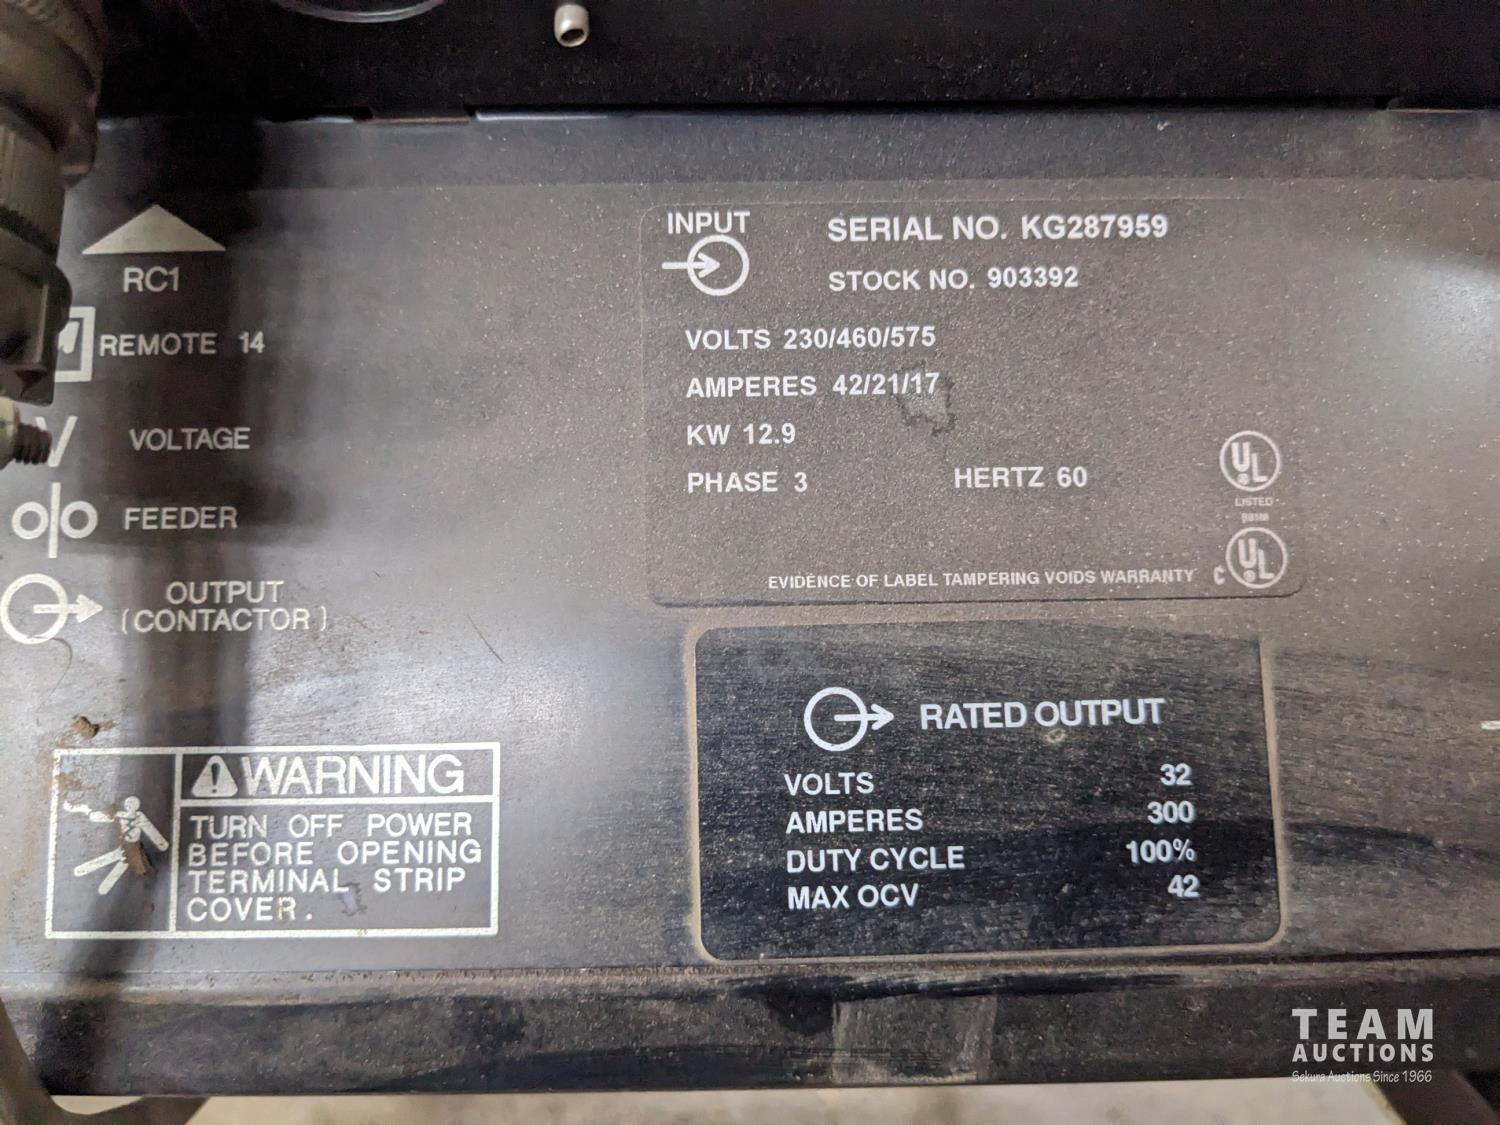 RC1
REMOTE 14
V VOLTAGE
FEEDER
OUTPUT
(CONTACTOR)
WARNING
TURN OFF POWER
BEFORE OPENING
TERMINAL STRIP
COVER.
INPUT
SERIAL NO. KG287959
STOCK NO. 903392
VOLTS 230/460/575
AMPERES 42/21/17
KW 12.9
PHASE 3 HERTZ 60
UL
LISTED
C UL
EVIDENCE OF LABEL TAMPERING VOIDS WARRANTY
RATED OUTPUT
VOLTS 32
AMPERES 300
DUTY CYCLE 100%
MAX OCV 42
TEAM
AUCTIONS
Sekura Auctions Since 1966